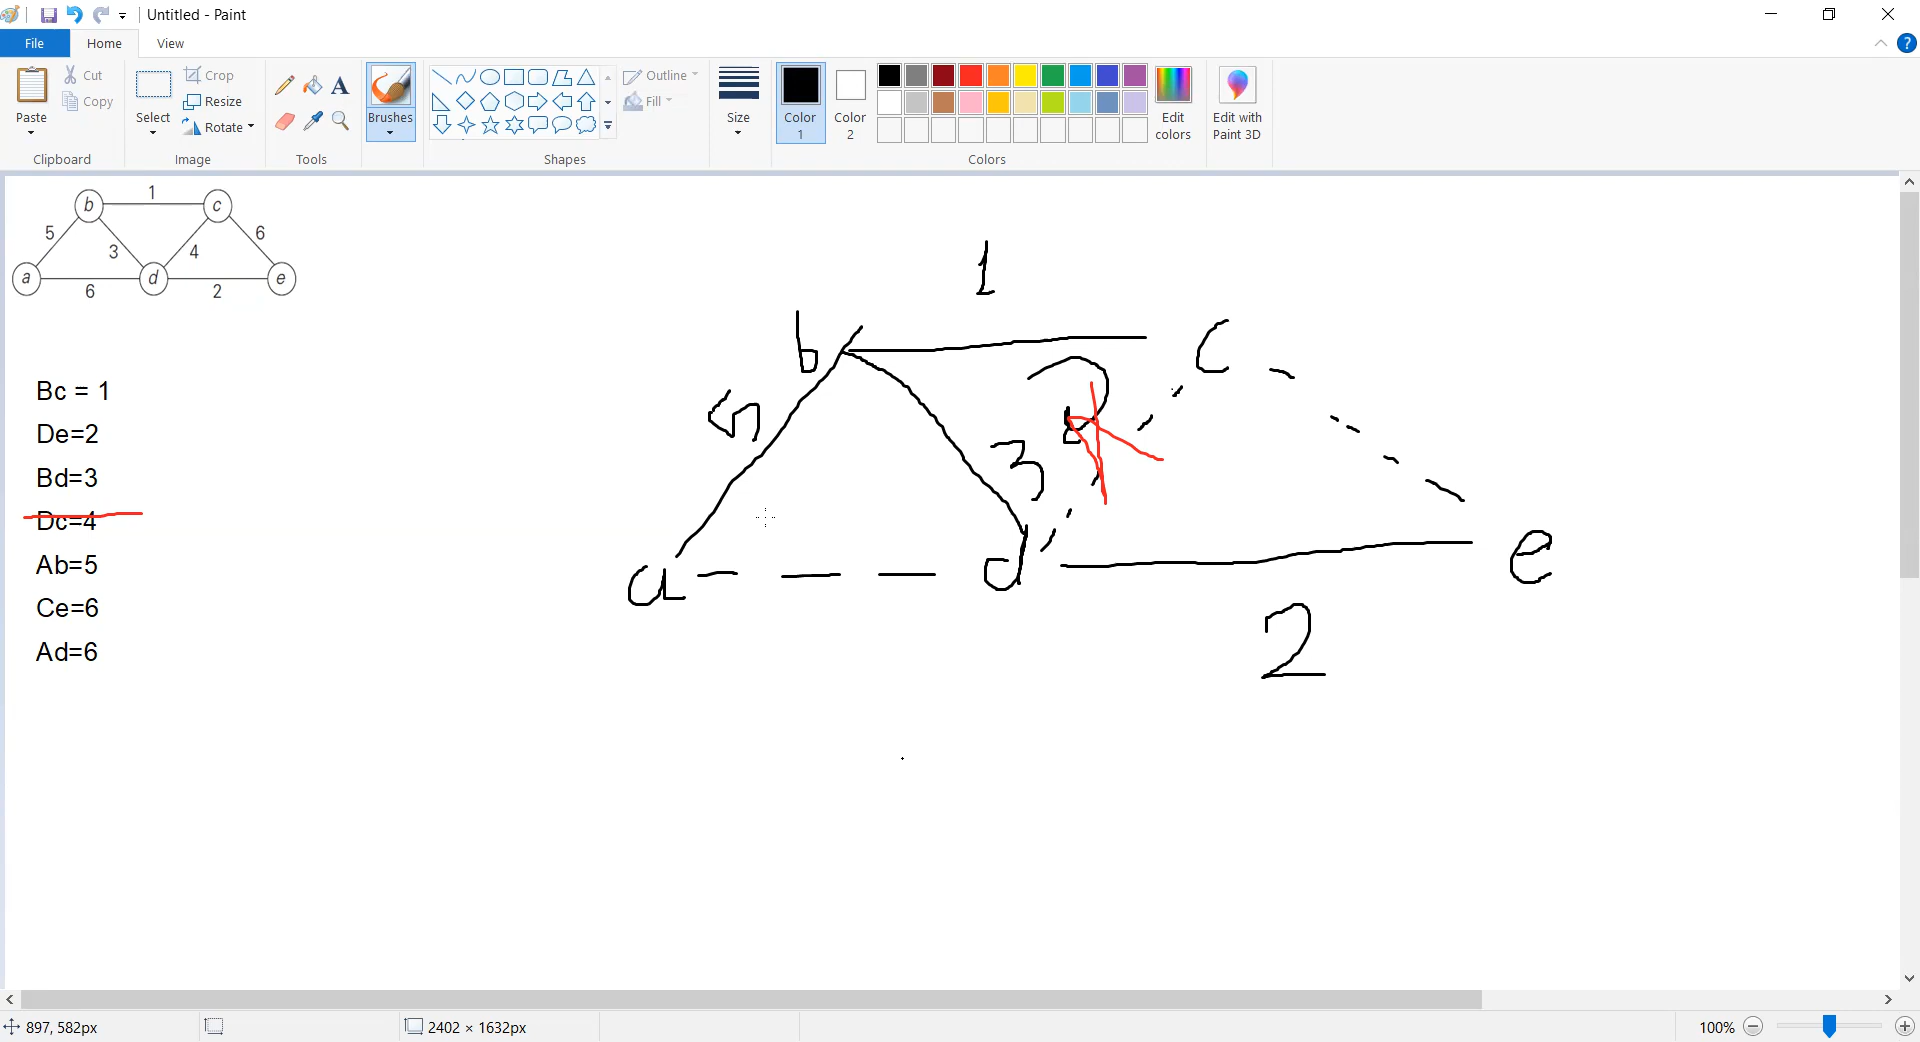 Untitled - Paint
File Home View
Paste
Cut
Copy
Clipboard
Select
Crop
Resize
Rotate
Image
A
Tools
Brushes
Outline
Fill
Shapes
Size
Color 1
Color 2
Edit colors
Colors
Edit with Paint 3D
?
1
b c
5 3 4 6
a d e
6 2
1
b c
5
3
a d e
2
Bc = 1
De=2
Bd=3
Dc=4
Ab=5
Ce=6
Ad=6
897, 582px
2402 × 1632px
100%